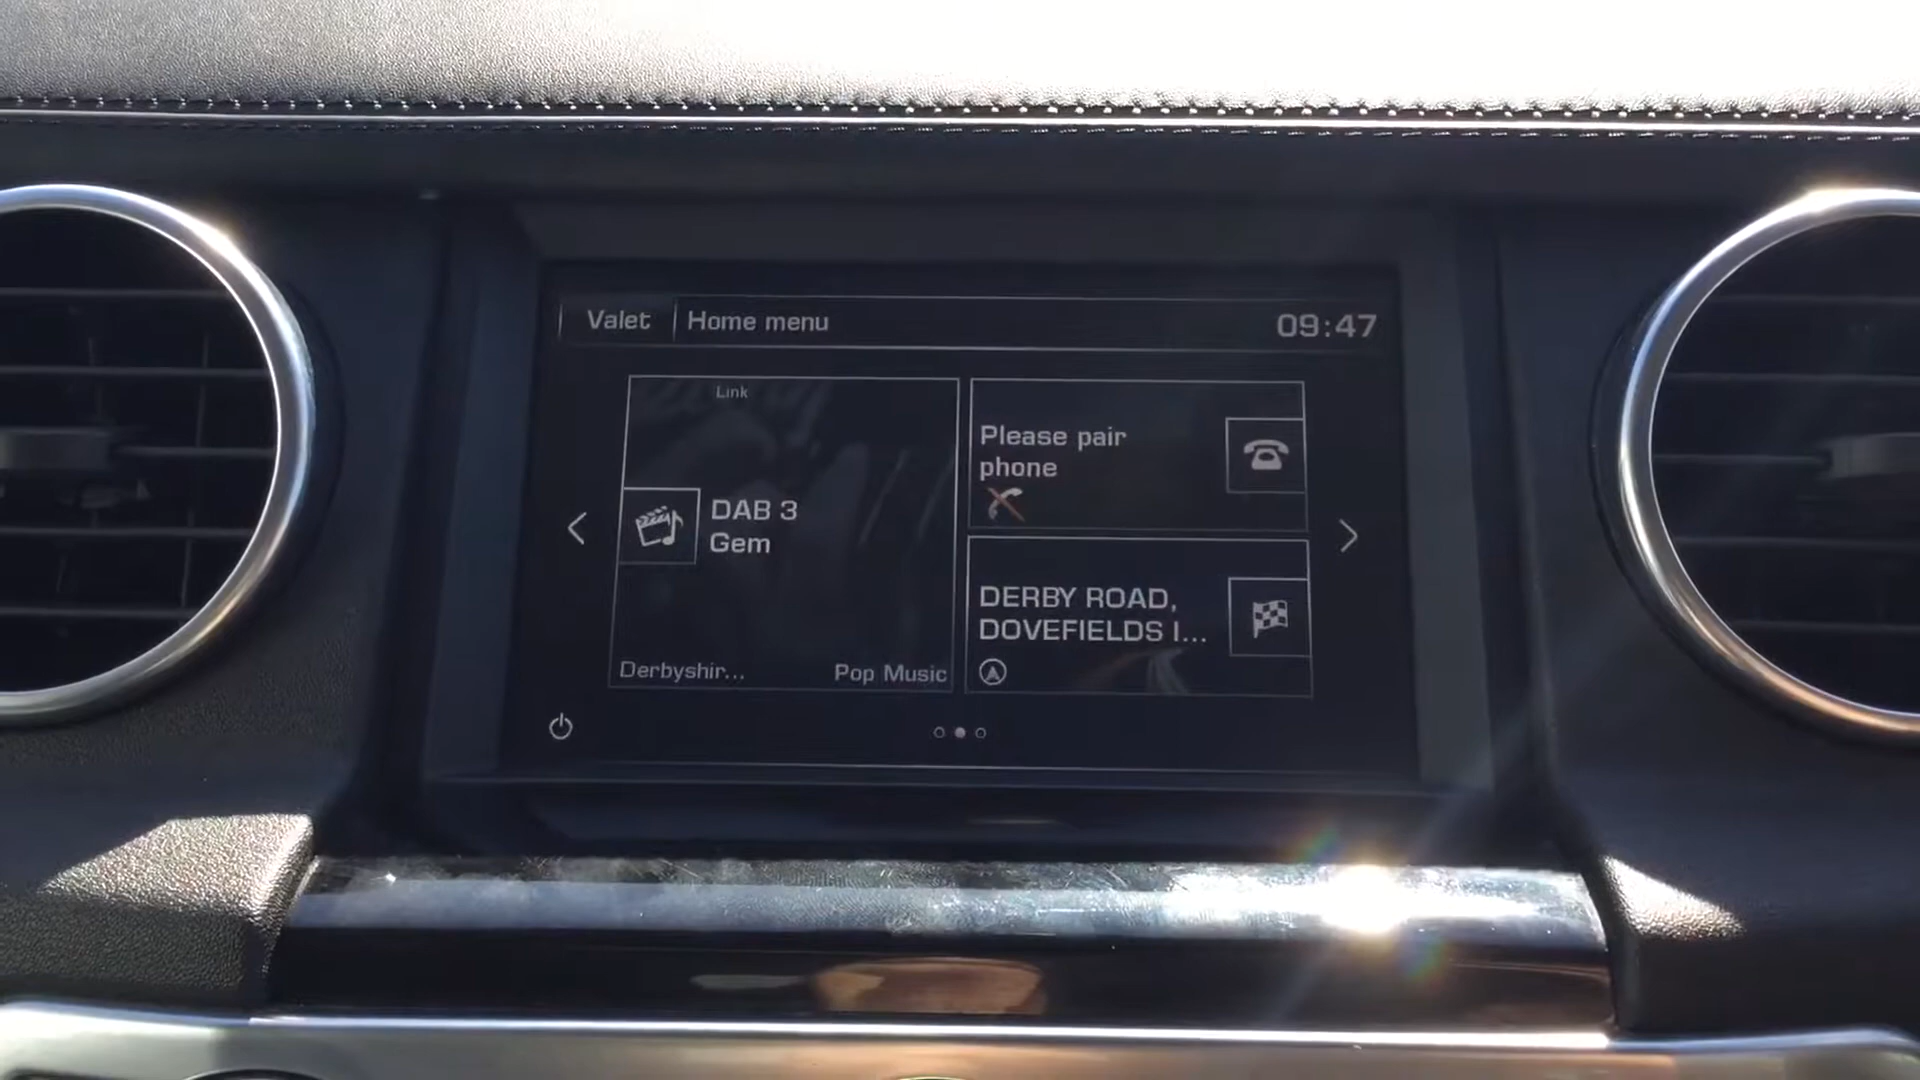 Valet
Home menu
09:47
Link
DAB 3
Gem
Derbyshir...
Pop Music
Please pair
phone
DERBY ROAD,
DOVEFIELDS I...